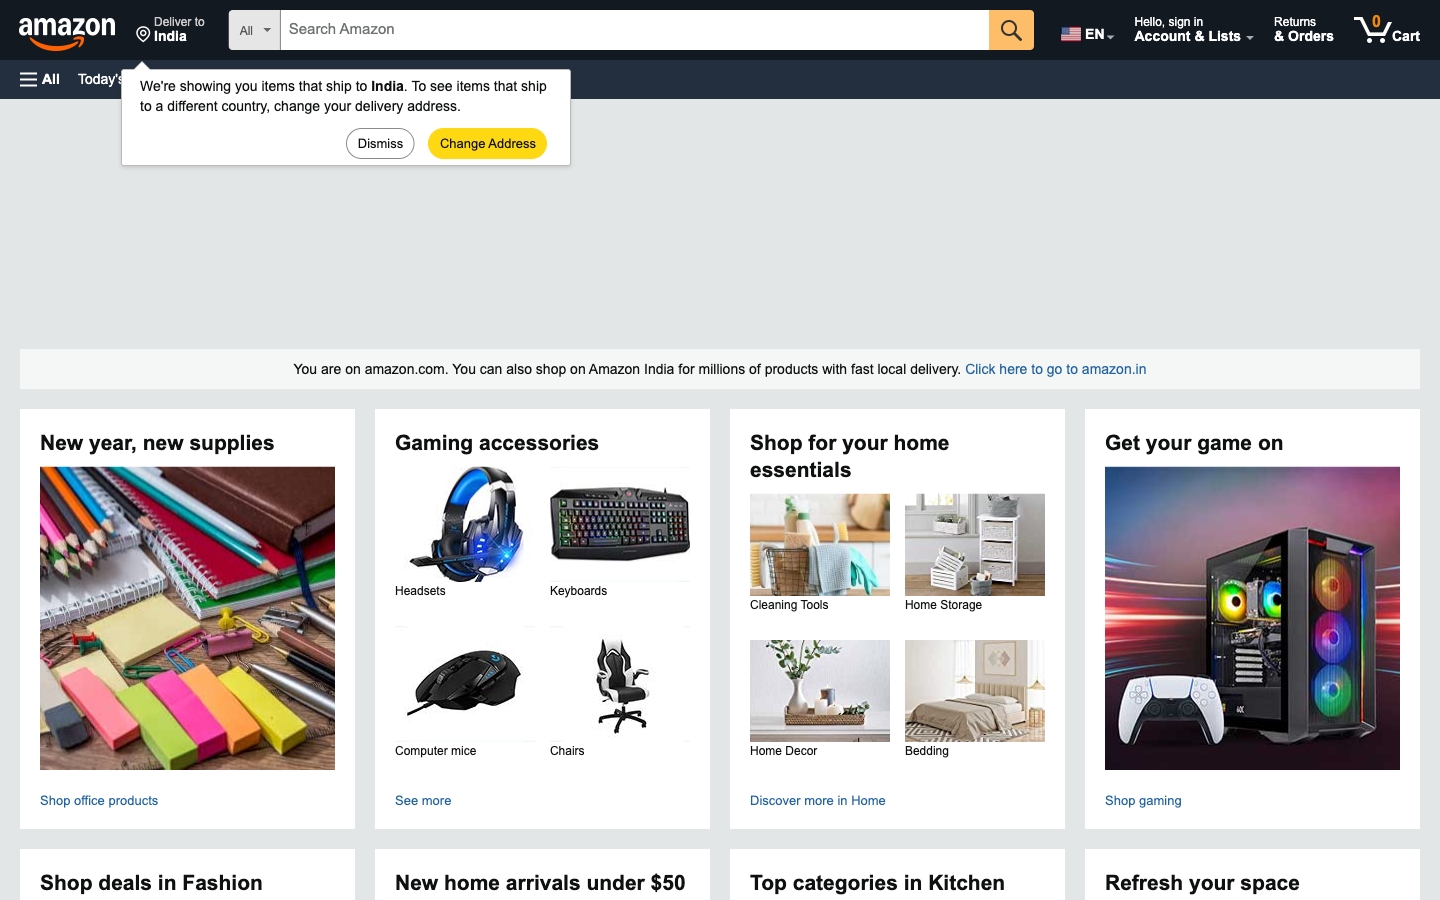 amazon
Deliver to
India
All
Search Amazon
EN
Hello, sign in
Account & Lists
Returns
& Orders
0
Cart
All
Today's
We're showing you items that ship to India. To see items that ship
to a different country, change your delivery address.
Dismiss
Change Address
You are on amazon.com. You can also shop on Amazon India for millions of products with fast local delivery. Click here to go to amazon.in
New year, new supplies
Shop office products
Gaming accessories
Headsets
Keyboards
Computer mice
Chairs
See more
Shop for your home
essentials
Cleaning Tools
Home Storage
Home Decor
Bedding
Discover more in Home
Get your game on
Shop gaming
Shop deals in Fashion
New home arrivals under $50
Top categories in Kitchen
Refresh your space